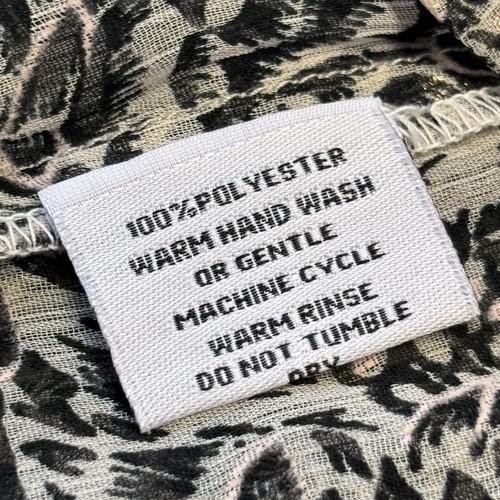 100%POLYESTER
WARM HAND WASH
OR GENTLE
MACHINE CYCLE
WARM RINSE
DO NOT TUMBLE
DRY